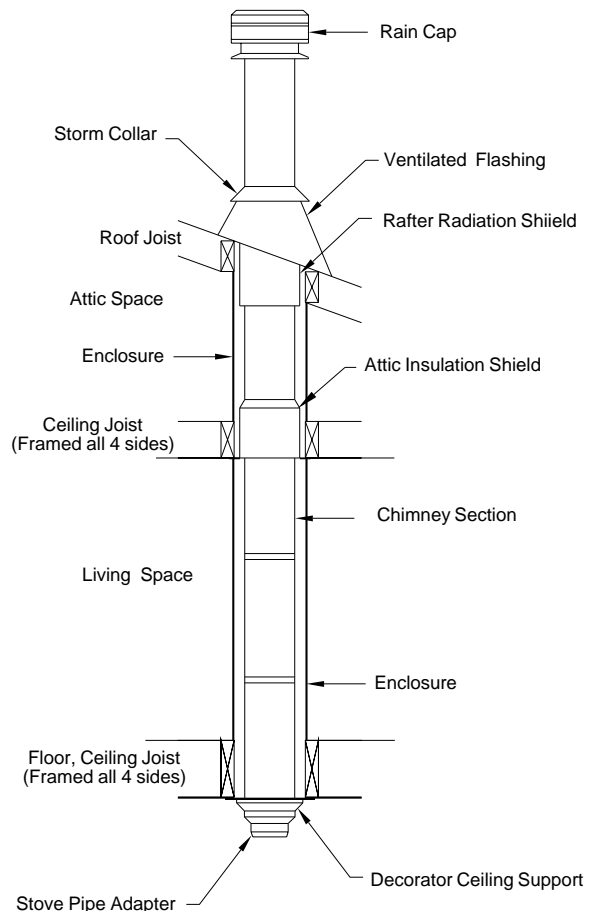 Rain Cap
Storm Collar
Ventilated Flashing
Rafter Radiation Shiield
Roof Joist
Attic Space
Enclosure
Attic Insulation Shield
Ceiling Joist
(Framed all 4 sides)
Chimney Section
Living Space
Enclosure
Floor, Ceiling Joist
(Framed all 4 sides)
Decorator Ceiling Support
Stove Pipe Adapter